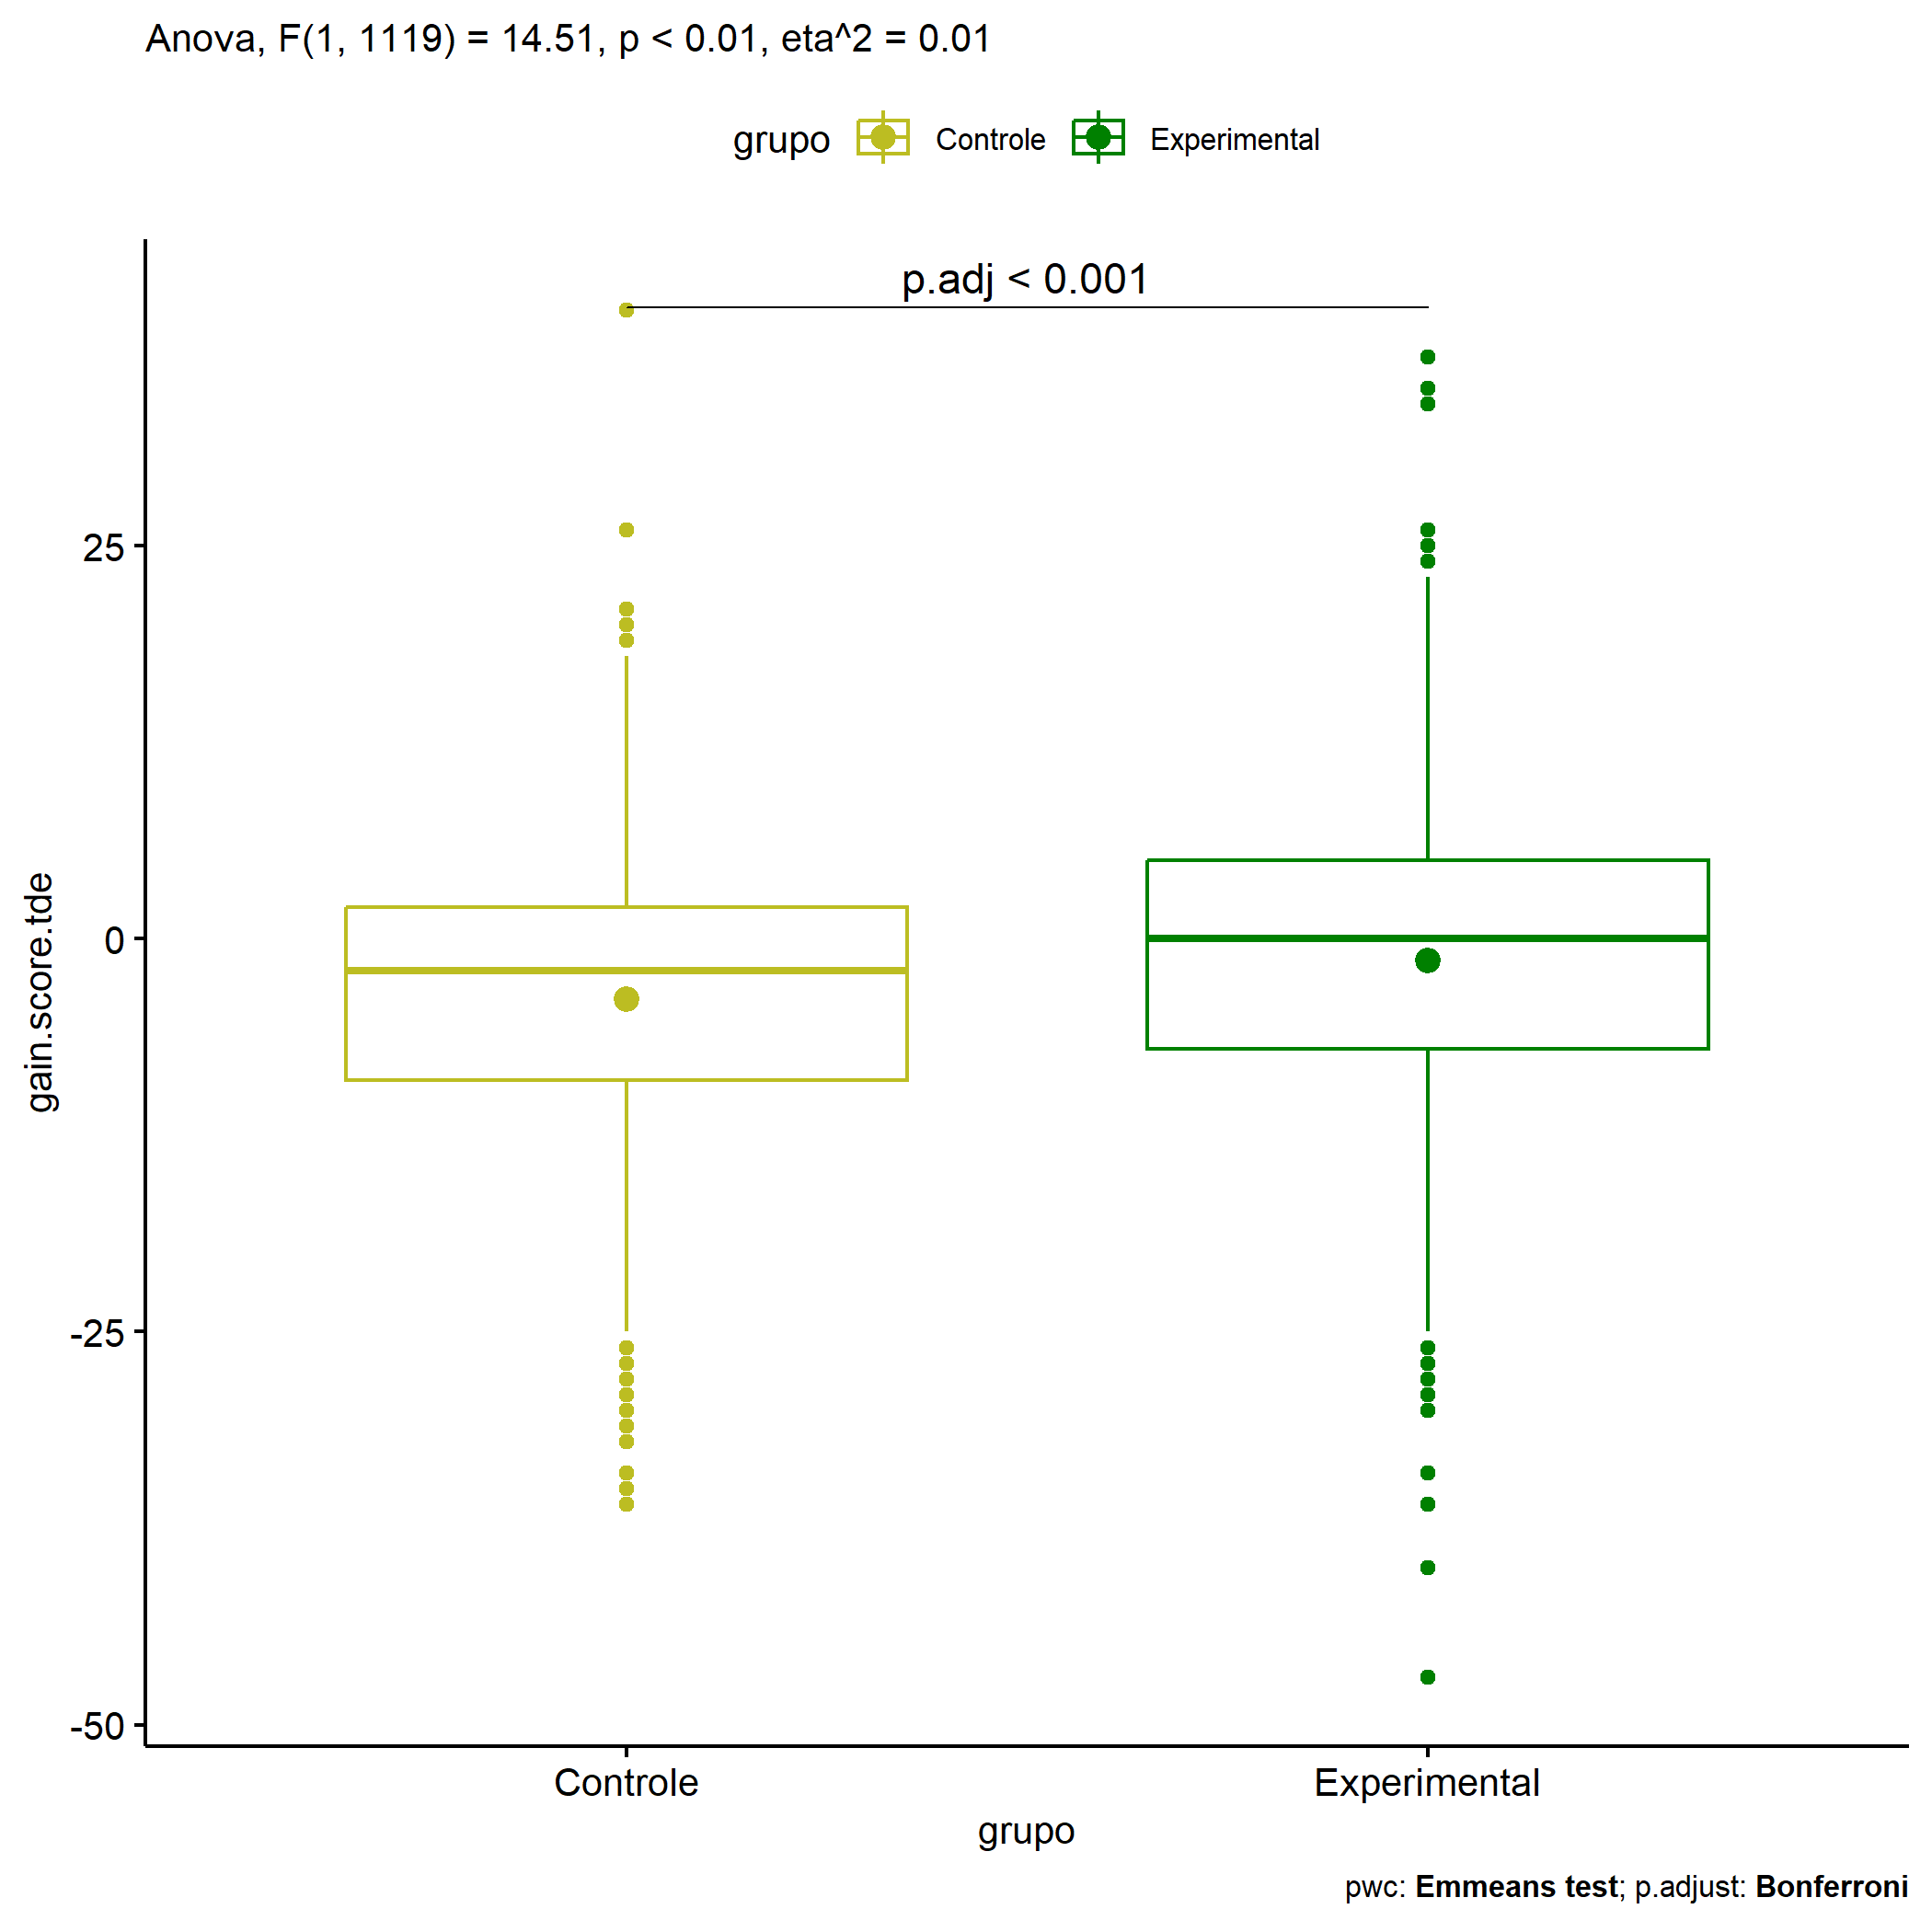 Anova, F(1, 1119) = 14.51, p < 0.01, eta^2 = 0.01
grupo Controle Experimental
p.adj < 0.001
25
0
-25
-50
gain.score.tde
Controle Experimental
grupo
pwc: Emmeans test; p.adjust: Bonferroni